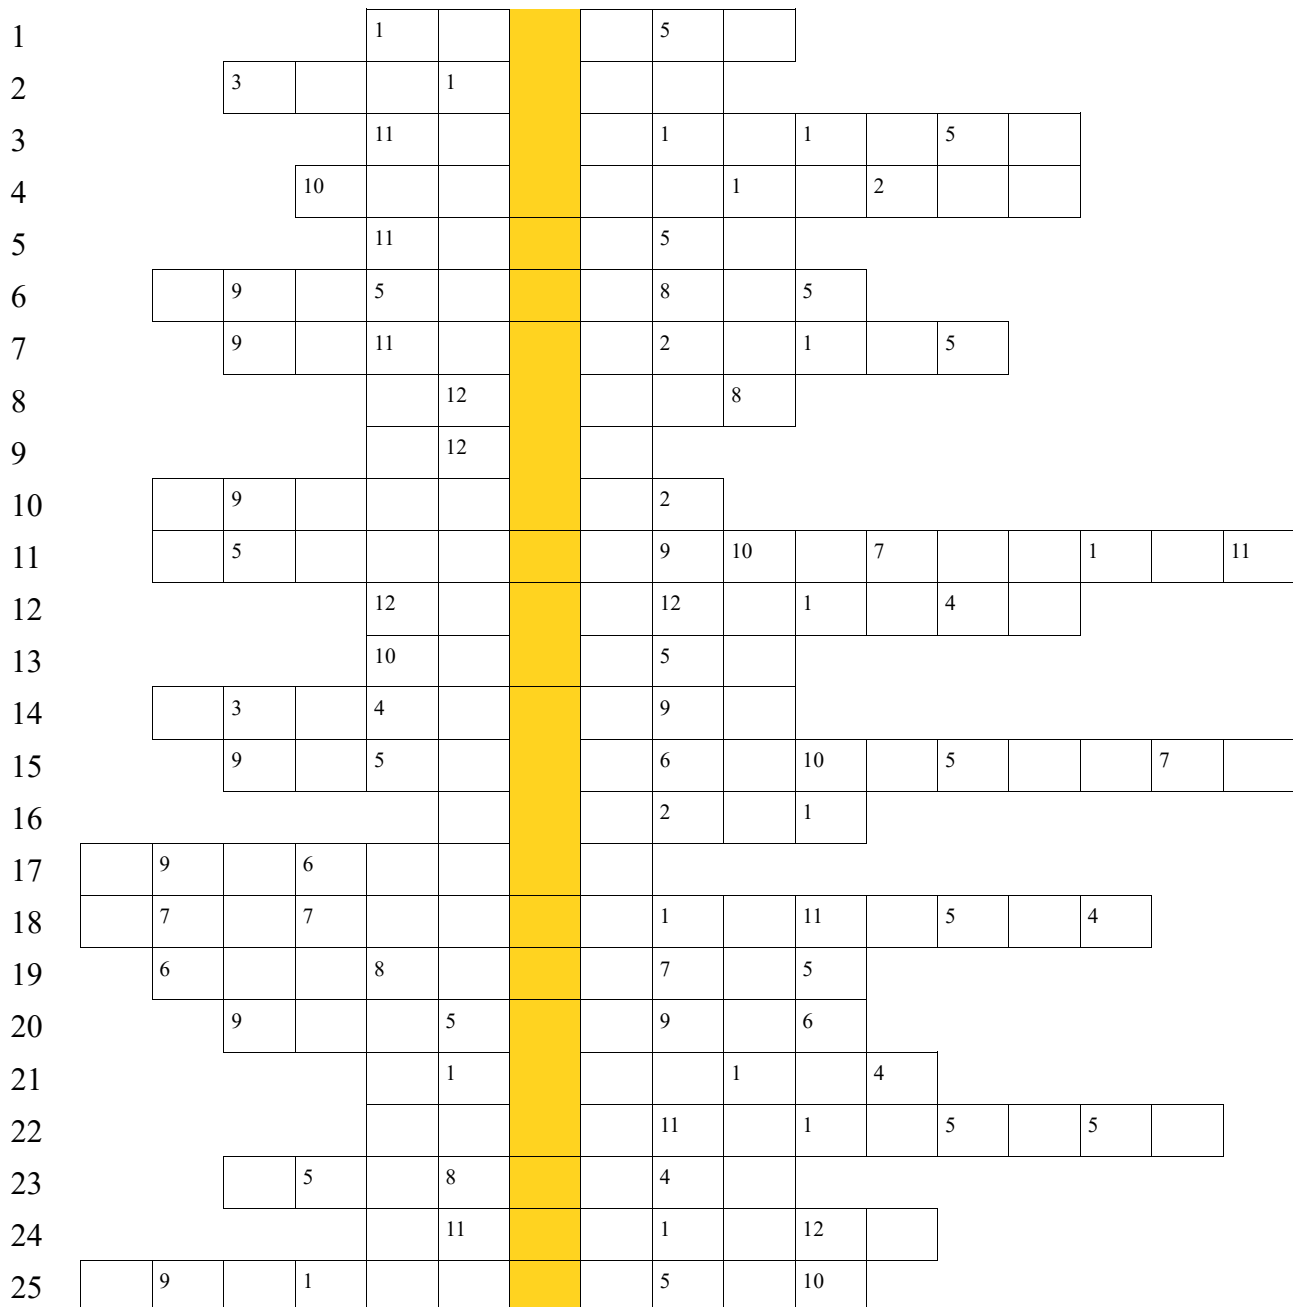 1 1 5
2 3 1
3 11 1 1 5
4 10 1 2
5 11 5
6 9 5 8 5
7 9 11 2 1 5
8 12 8
9 12
10 9 2
11 5 9 10 7 1 11
12 12 12 1 4
13 10 5
14 3 4 9
15 9 5 6 10 5 7
16 2 1
17 9 6
18 7 7 1 11 5 4
19 6 8 7 5
20 9 5 9 6
21 1 1 4
22 11 1 5 5
23 5 8 4
24 11 1 12
25 9 1 5 10